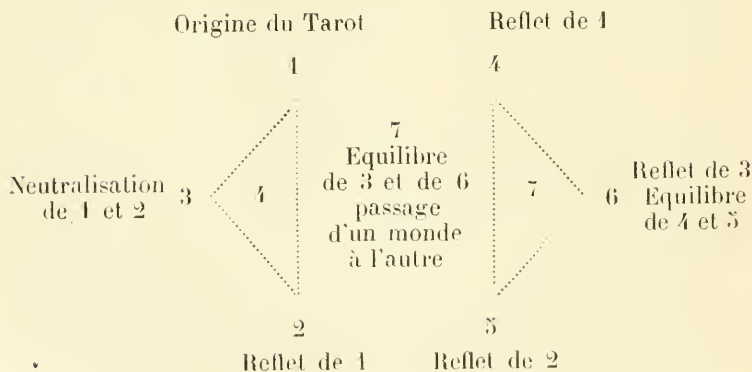 Origine du Tarot
Reflet de 1
1
4
7
Equilibre
de 3 et de 6
passage
d'un monde
à l'autre
Neutralisation
de 1 et 2
3
4
7
6
Reflet de 3
Equilibre
de 4 et 5
2
Reflet de 1
5
Reflet de 2